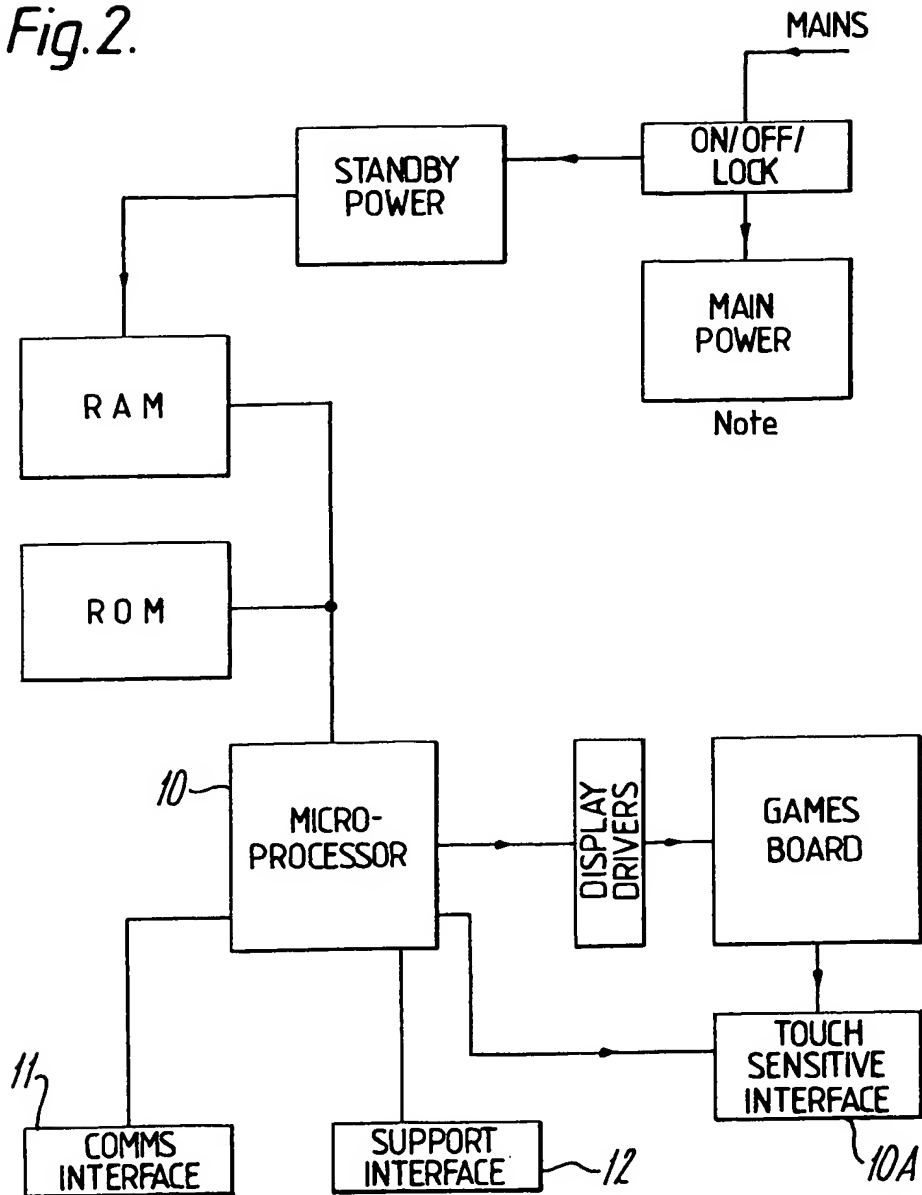 Fig.2.
MAINS
ON/OFF/
LOCK
STANDBY
POWER
MAIN
POWER
Note
RAM
ROM
10
MICRO-
PROCESSOR
DISPLAY
DRIVERS
GAMES
BOARD
TOUCH
SENSITIVE
INTERFACE
10A
11
COMMS
INTERFACE
SUPPORT
INTERFACE
12